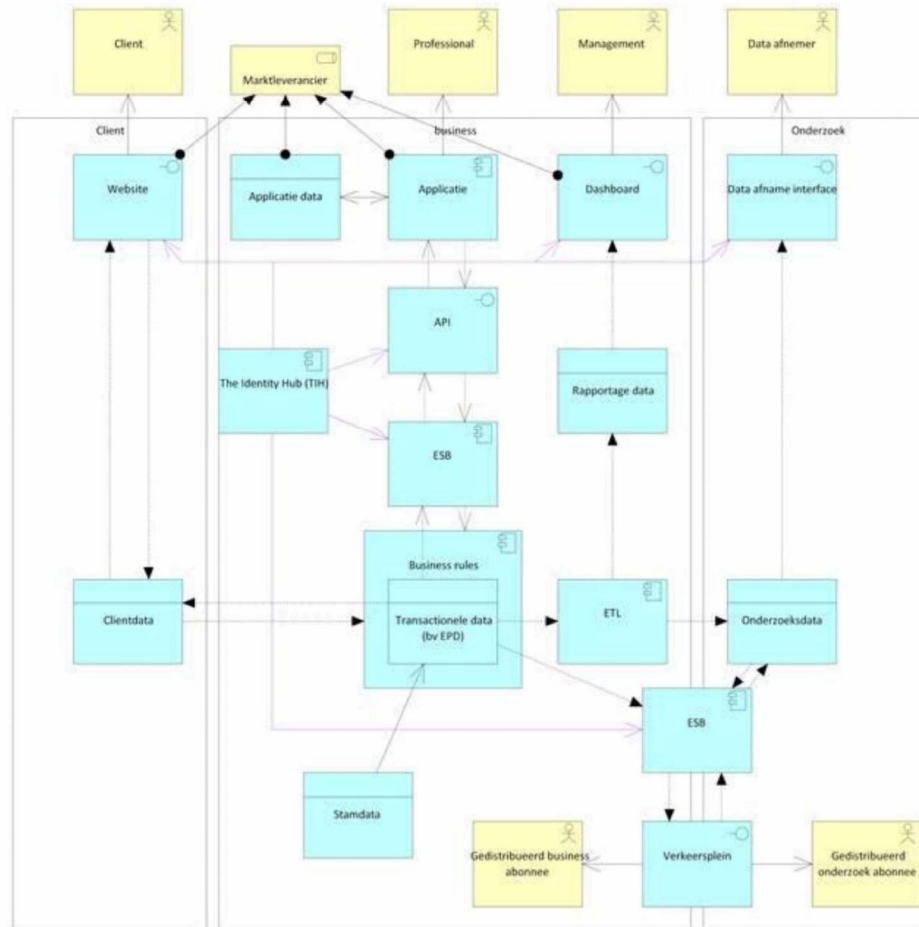 Client
Professional
Management
Data afnemer
Marktleverancier
Client
business
Onderzoek
Website
Applicatie data
Applicatie
Dashboard
Data afname interface
API
The Identity Hub (TIH)
Rapportage data
ESB
Business rules
Clientdata
Transactionele data
(bv EPD)
ETL
Onderzoeksdata
ESB
Stamdata
Gedistribueerd business
abonnee
Verkeersplein
Gedistribueerd
onderzoek abonnee